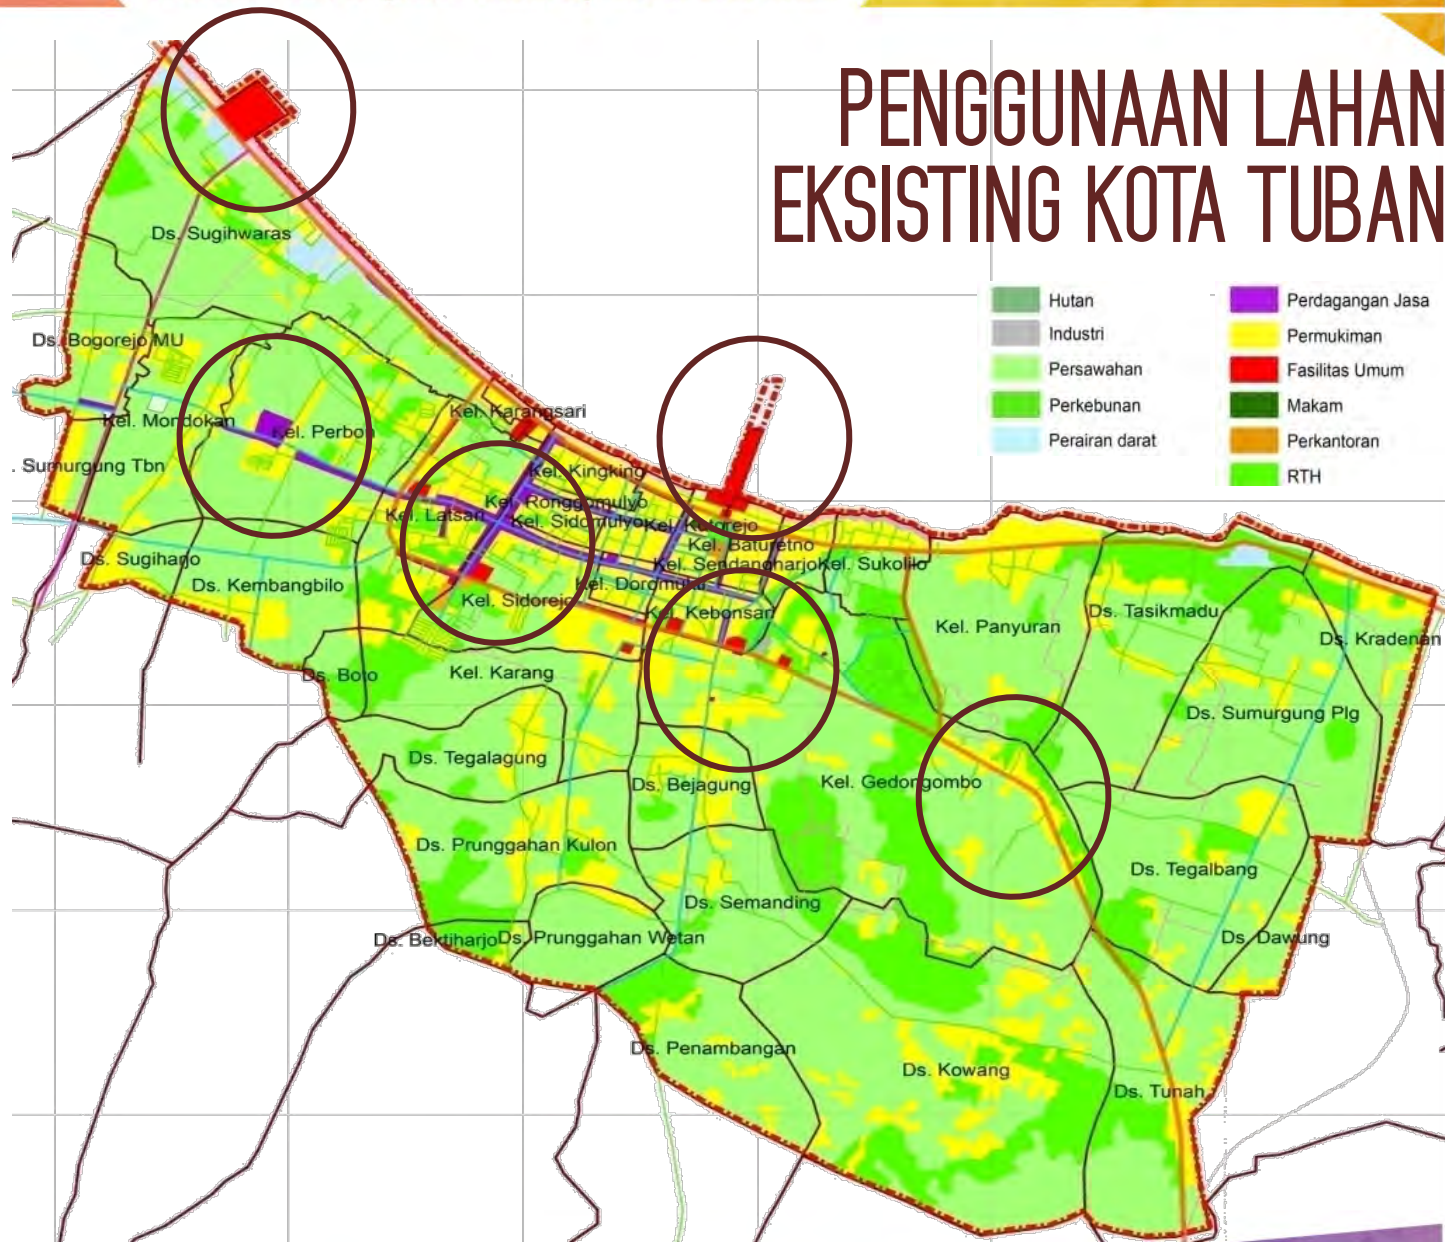 PENGGUNAAN LAHAN
EKSISTING KOTA TUBAN
Hutan
Industri
Persawahan
Perkebunan
Perairan darat
Perdagangan Jasa
Permukiman
Fasilitas Umum
Makam
Perkantoran
RTH
Ds. Sugihwaras
Ds. Bogorejo MU
Kel. Mondokan
Kel. Perbon
Kel. Karangsari
. Sumurgung Tbn
Kel. Kingking
Kel. Ronggomulyo
Kel. Latsari
Kel. Sidomulyo
Kel. Kutorejo
Kel. Baturetno
Kel. Sendangharjo
Kel. Sukolilo
Ds. Sugiharjo
Ds. Kembangbilo
Kel. Doromukti
Kel. Sidorejo
Kel. Kebonsari
Kel. Panyuran
Ds. Tasikmadu
Ds. Kradenan
Ds. Boto
Kel. Karang
Ds. Sumurgung Plg
Ds. Tegalagung
Ds. Bejagung
Kel. Gedongombo
Ds. Prunggahan Kulon
Ds. Tegalbang
Ds. Semanding
Ds. Bektiharjo
Ds. Prunggahan Wetan
Ds. Dawung
Ds. Penambangan
Ds. Kowang
Ds. Tunah